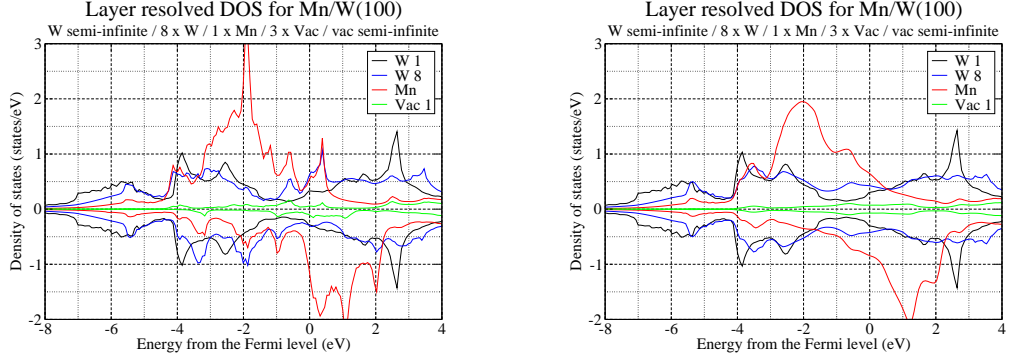 Layer resolved DOS for Mn/W(100)
W semi-infinite / 8 x W / 1 x Mn / 3 x Vac / vac semi-infinite
3
2
1
0
-1
-2
Density of states (states/eV)
W 1
W 8
Mn
Vac 1
-8
-6
-4
-2
0
2
4
Energy from the Fermi level (eV)
Layer resolved DOS for Mn/W(100)
W semi-infinite / 8 x W / 1 x Mn / 3 x Vac / vac semi-infinite
3
2
1
0
-1
-2
Density of states (states/eV)
W 1
W 8
Mn
Vac 1
-8
-6
-4
-2
0
2
4
Energy from the Fermi level (eV)